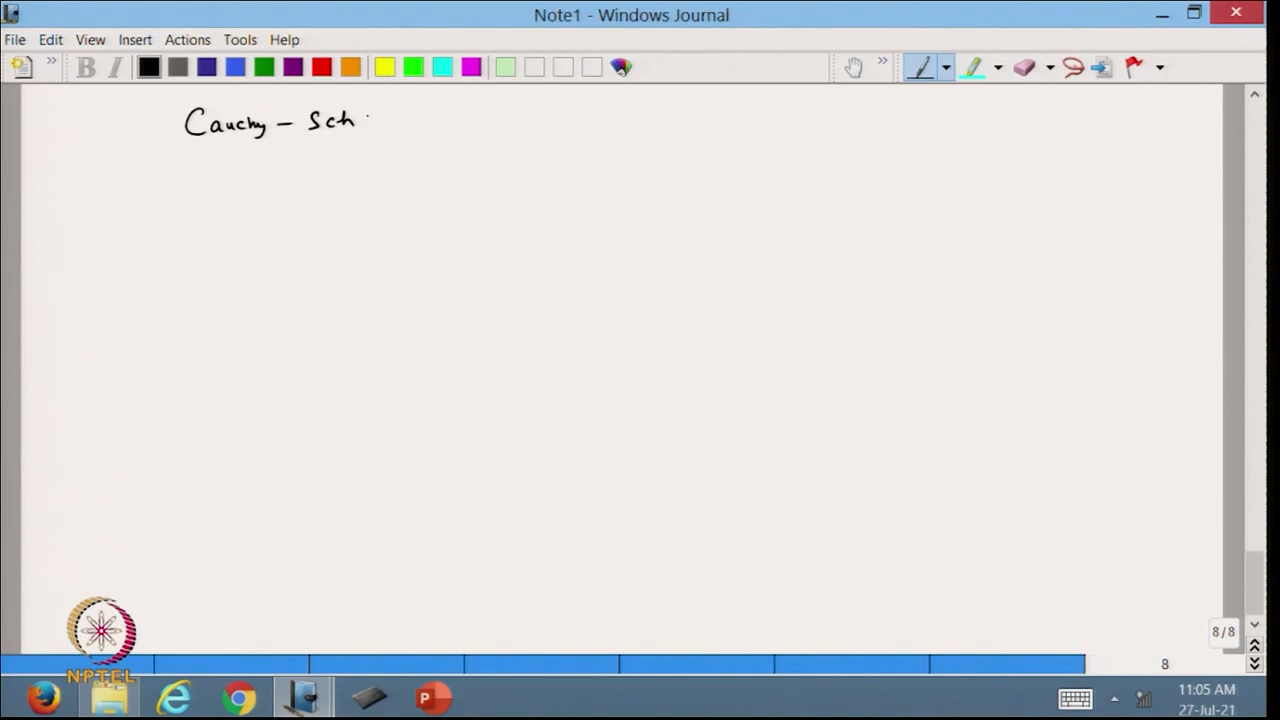 Note1 - Windows Journal
File Edit View Insert Actions Tools Help
B I
Cauchy - Sch
8/8
8
NPTEL
11:05 AM
27-Jul-21